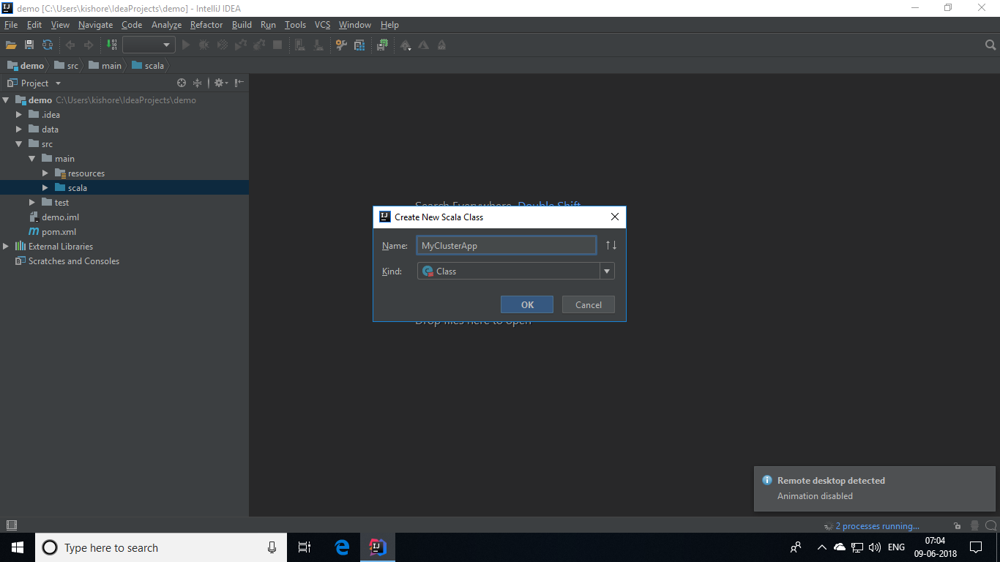 demo [C:\Users\kishore\IdeaProjects\demo] - IntelliJ IDEA
File Edit View Navigate Code Analyze Refactor Build Run Tools VCS Window Help
demo src main scala
Project
demo C:\Users\kishore\IdeaProjects\demo
.idea
data
src
main
resources
scala
test
demo.iml
pom.xml
External Libraries
Scratches and Consoles
Search Everywhere Double Shift
Create New Scala Class
Name: MyClusterApp
Kind: Class
OK Cancel
Drop files here to open
Remote desktop detected
Animation disabled
2 processes running...
Type here to search
ENG
07:04
09-06-2018